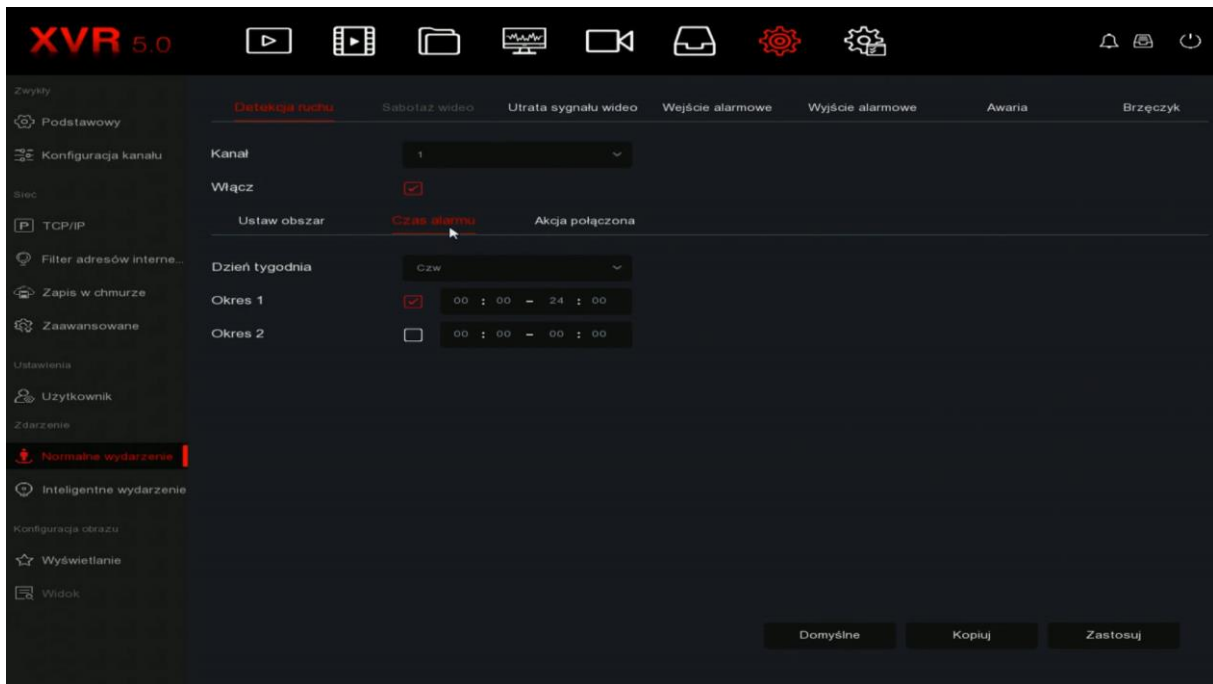 XVR 5.0
Zwykły
Podstawowy
Konfiguracja kanału
Sieć
TCP/IP
Filter adresów interne...
Zapis w chmurze
Zaawansowane
Ustawienia
Użytkownik
Zdarzenie
Normalne wydarzenie
Inteligentne wydarzenie
Konfiguracja obrazu
Wyświetlanie
Widok
Detekcja ruchu Sabotaż wideo Utrata sygnału wideo Wejście alarmowe Wyjście alarmowe Awaria Brzęczyk
Kanał 1
Włącz
Ustaw obszar Czas alarmu Akcja połączona
Dzień tygodnia Czw
Okres 1 00 : 00 - 24 : 00
Okres 2 00 : 00 - 00 : 00
Domyślne Kopiuj Zastosuj